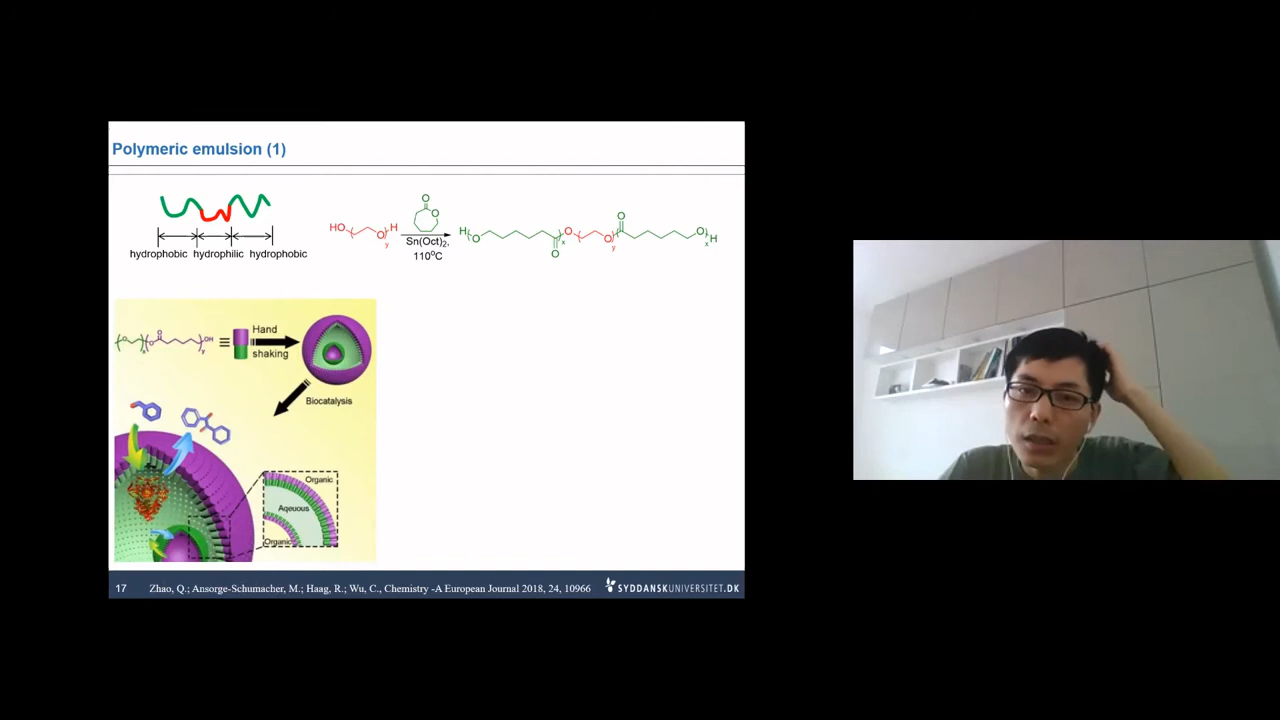 Polymeric emulsion (1)
hydrophobic hydrophilic hydrophobic
HO O H
y
O
O
Sn(Oct)2,
110°C
H O O x O O y O O x H
O OH
x O y
Hand
shaking
Biocatalysis
Organic
Aqeuous
Organic
17 Zhao, Q.; Ansorge-Schumacher, M.; Haag, R.; Wu, C., Chemistry -A European Journal 2018, 24, 10966 SYDDANSKUNIVERSITET.DK